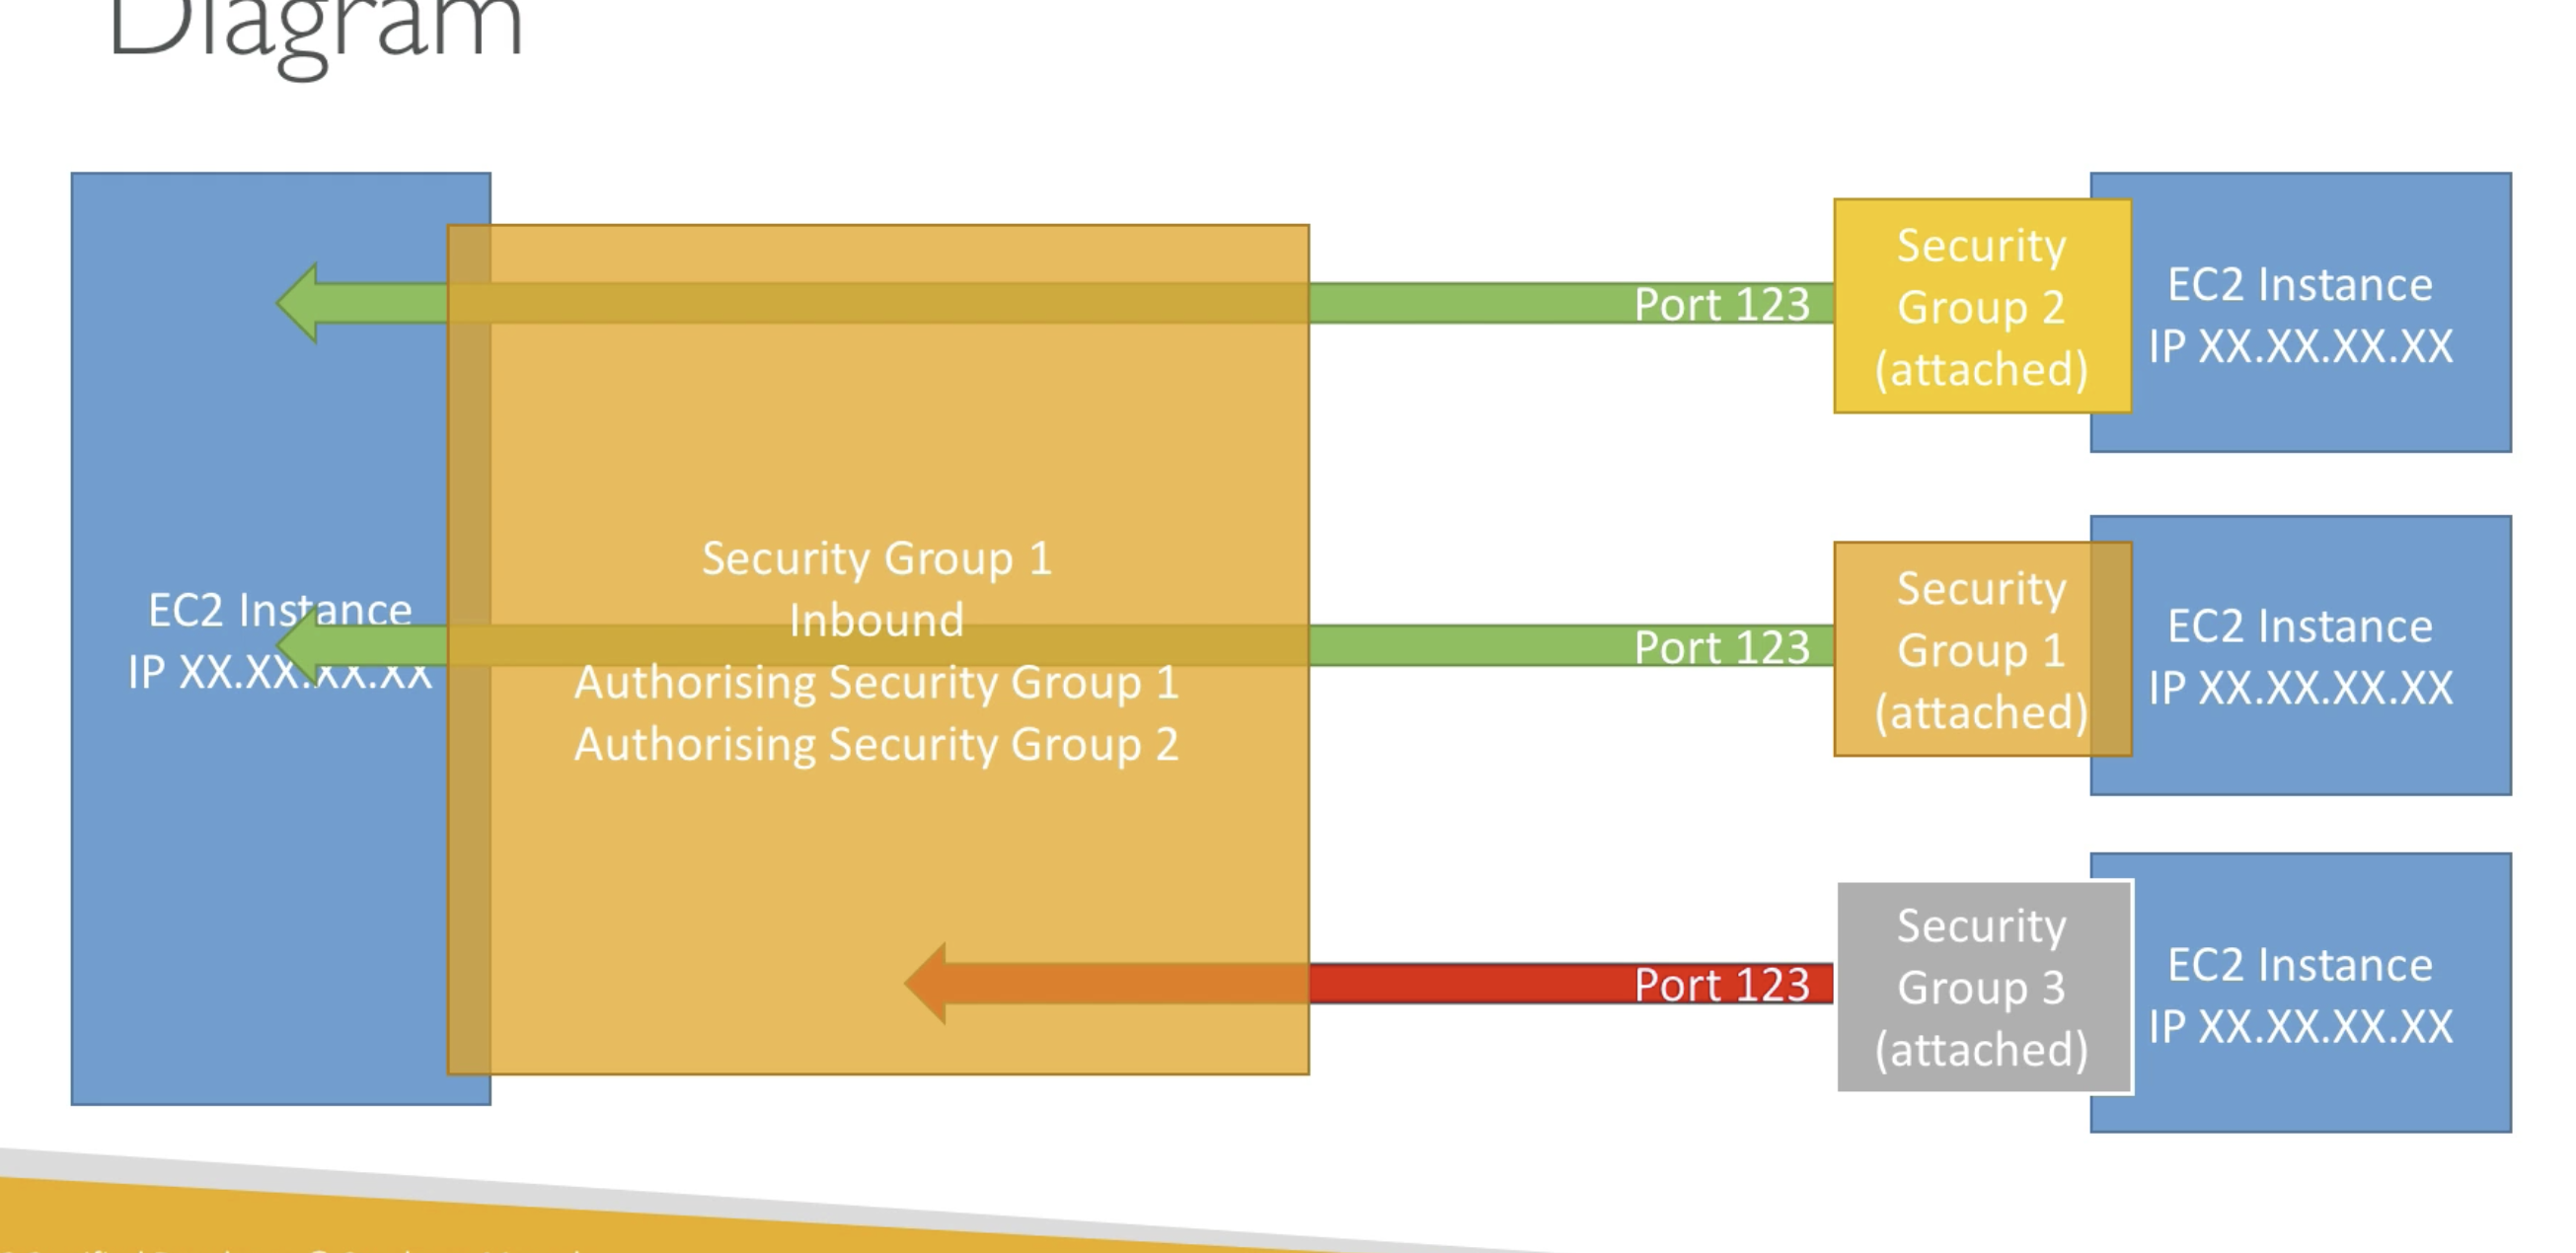 Diagram
EC2 Instance
IP XX.XX.XX.XX
Security Group 1
Inbound
Authorising Security Group 1
Authorising Security Group 2
Port 123
Security
Group 2
(attached)
EC2 Instance
IP XX.XX.XX.XX
Port 123
Security
Group 1
(attached)
EC2 Instance
IP XX.XX.XX.XX
Port 123
Security
Group 3
(attached)
EC2 Instance
IP XX.XX.XX.XX